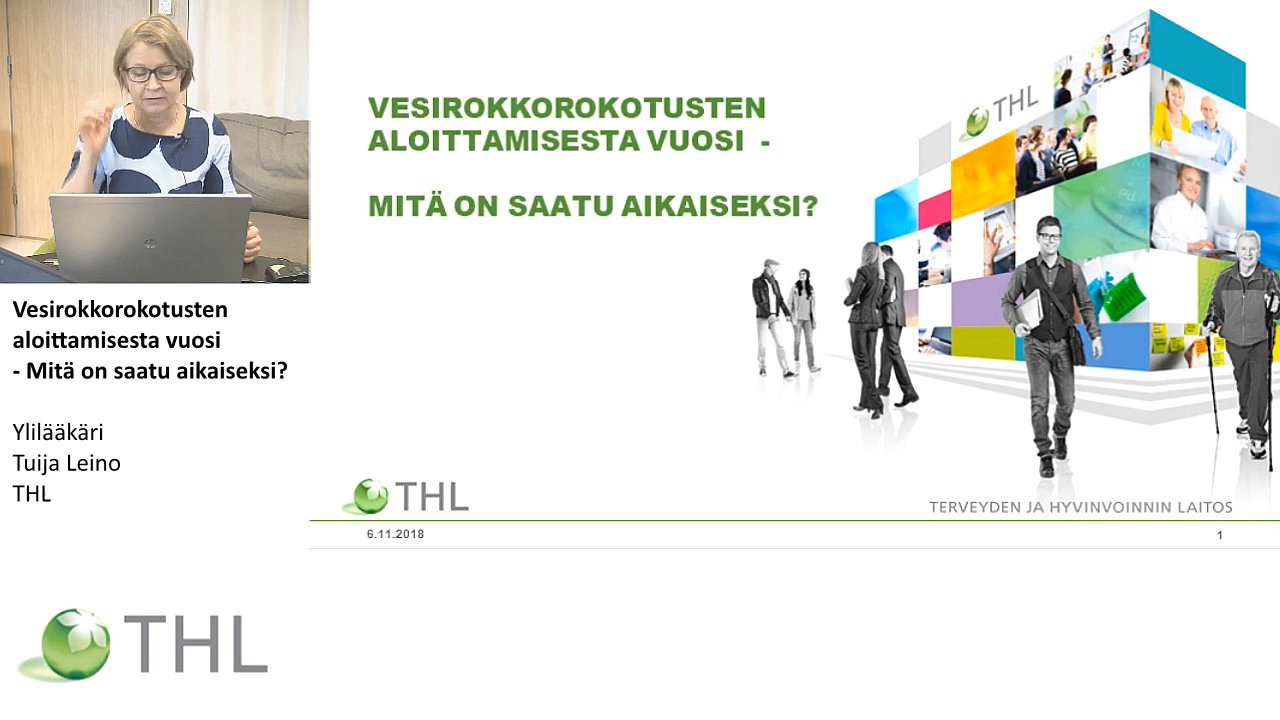 VESIROKKOROKOTUSTEN
ALOITTAMISESTA VUOSI -
MITÄ ON SAATU AIKAISEKSI?
THL
Vesirokkorokotusten
aloittamisesta vuosi
- Mitä on saatu aikaiseksi?
Ylilääkäri
Tuija Leino
THL
THL
TERVEYDEN JA HYVINVOINNIN LAITOS
6.11.2018
1
THL